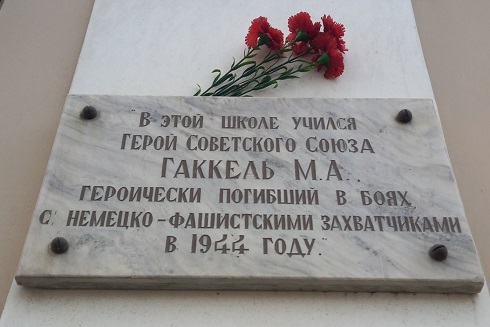 "В этой школе учился
Герой Советского Союза
Гаккель М.А.
героически погибший в боях
с немецко-фашистскими захватчиками
в 1944 году."